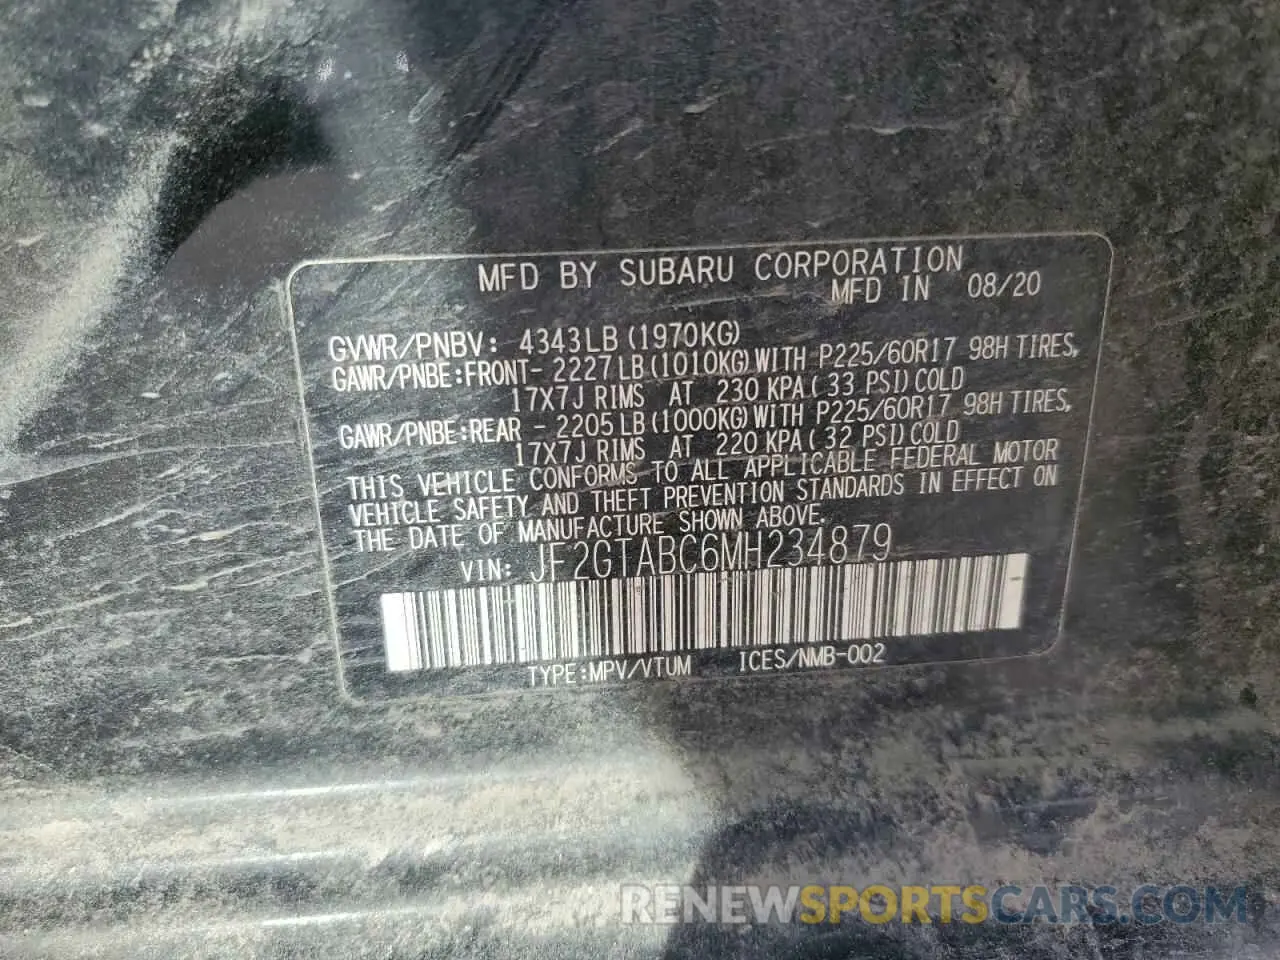 MFD BY SUBARU CORPORATION
MFD IN 08/20
GVWR/PNBV: 4343LB (1970KG)
GAWR/PNBE:FRONT- 2227LB (1010KG) WITH P225/60R17 98H TIRES,
17X7J RIMS AT 230 KPA( 33 PSI) COLD
GAWR/PNBE:REAR - 2205LB (1000KG) WITH P225/60R17 98H TIRES,
17X7J RIMS AT 220 KPA( 32 PSI) COLD
THIS VEHICLE CONFORMS TO ALL APPLICABLE FEDERAL MOTOR
VEHICLE SAFETY AND THEFT PREVENTION STANDARDS IN EFFECT ON
THE DATE OF MANUFACTURE SHOWN ABOVE.
VIN: JF2GTABC6MH234879
TYPE:MPV/VTUM ICES/NMB-002
RENEWSPORTSCARS.COM